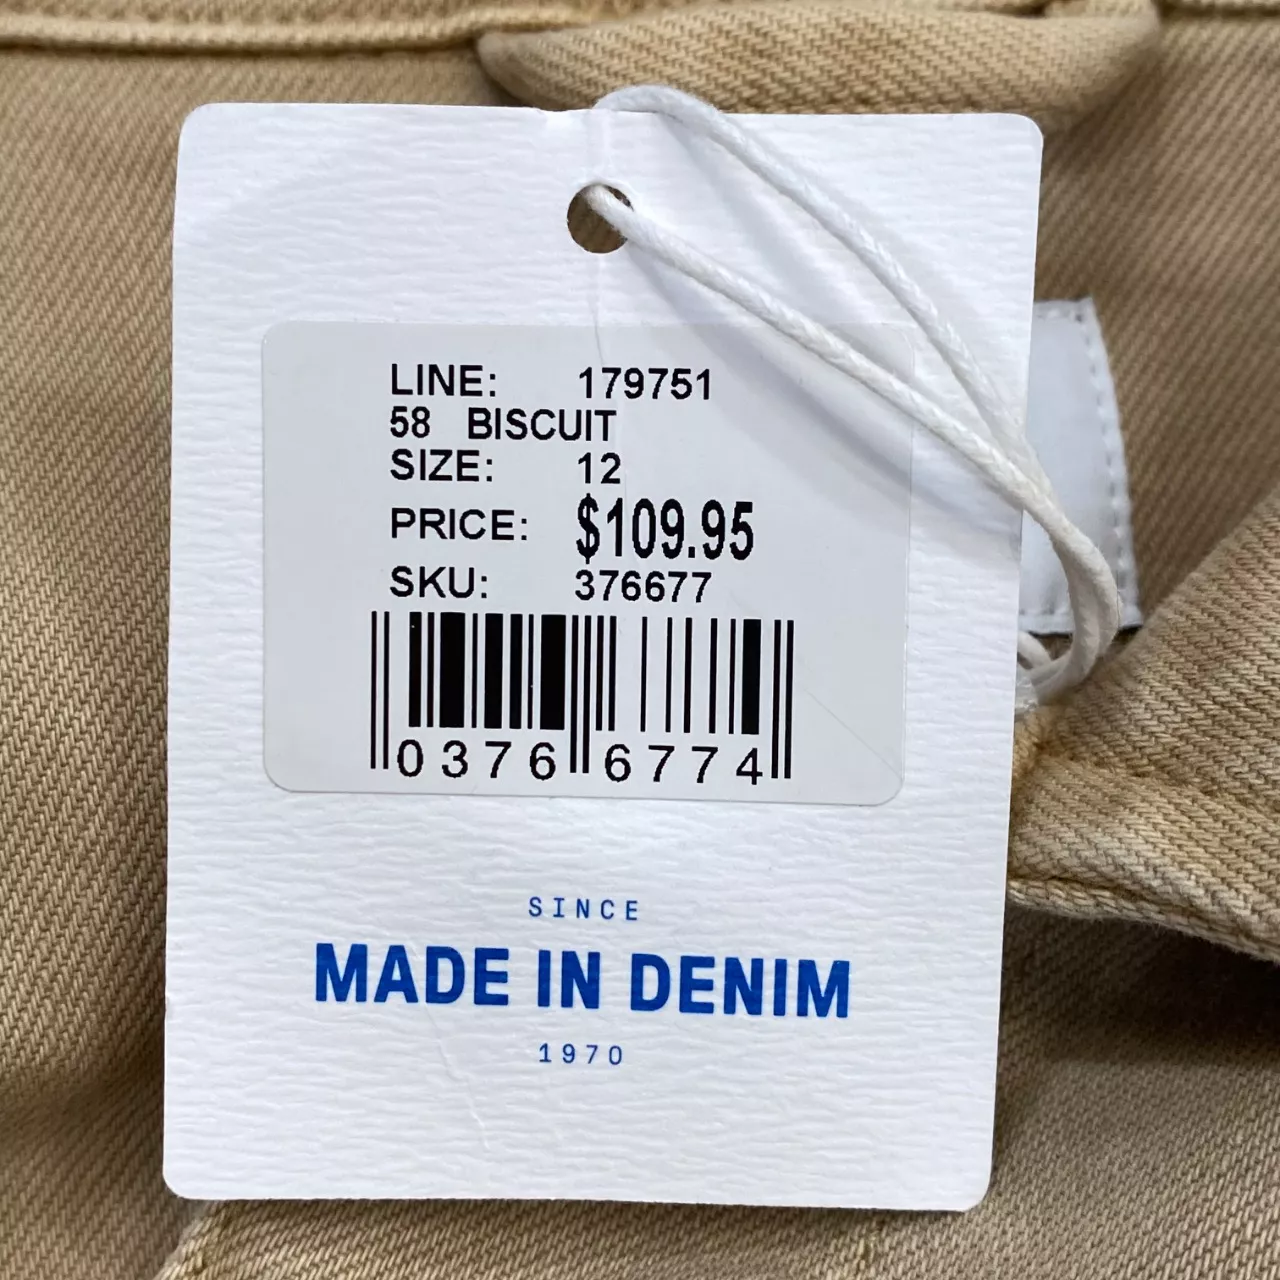 LINE: 179751
58 BISCUIT
SIZE: 12
PRICE: $109.95
SKU: 376677
0376 6774
SINCE
MADE IN DENIM
1970